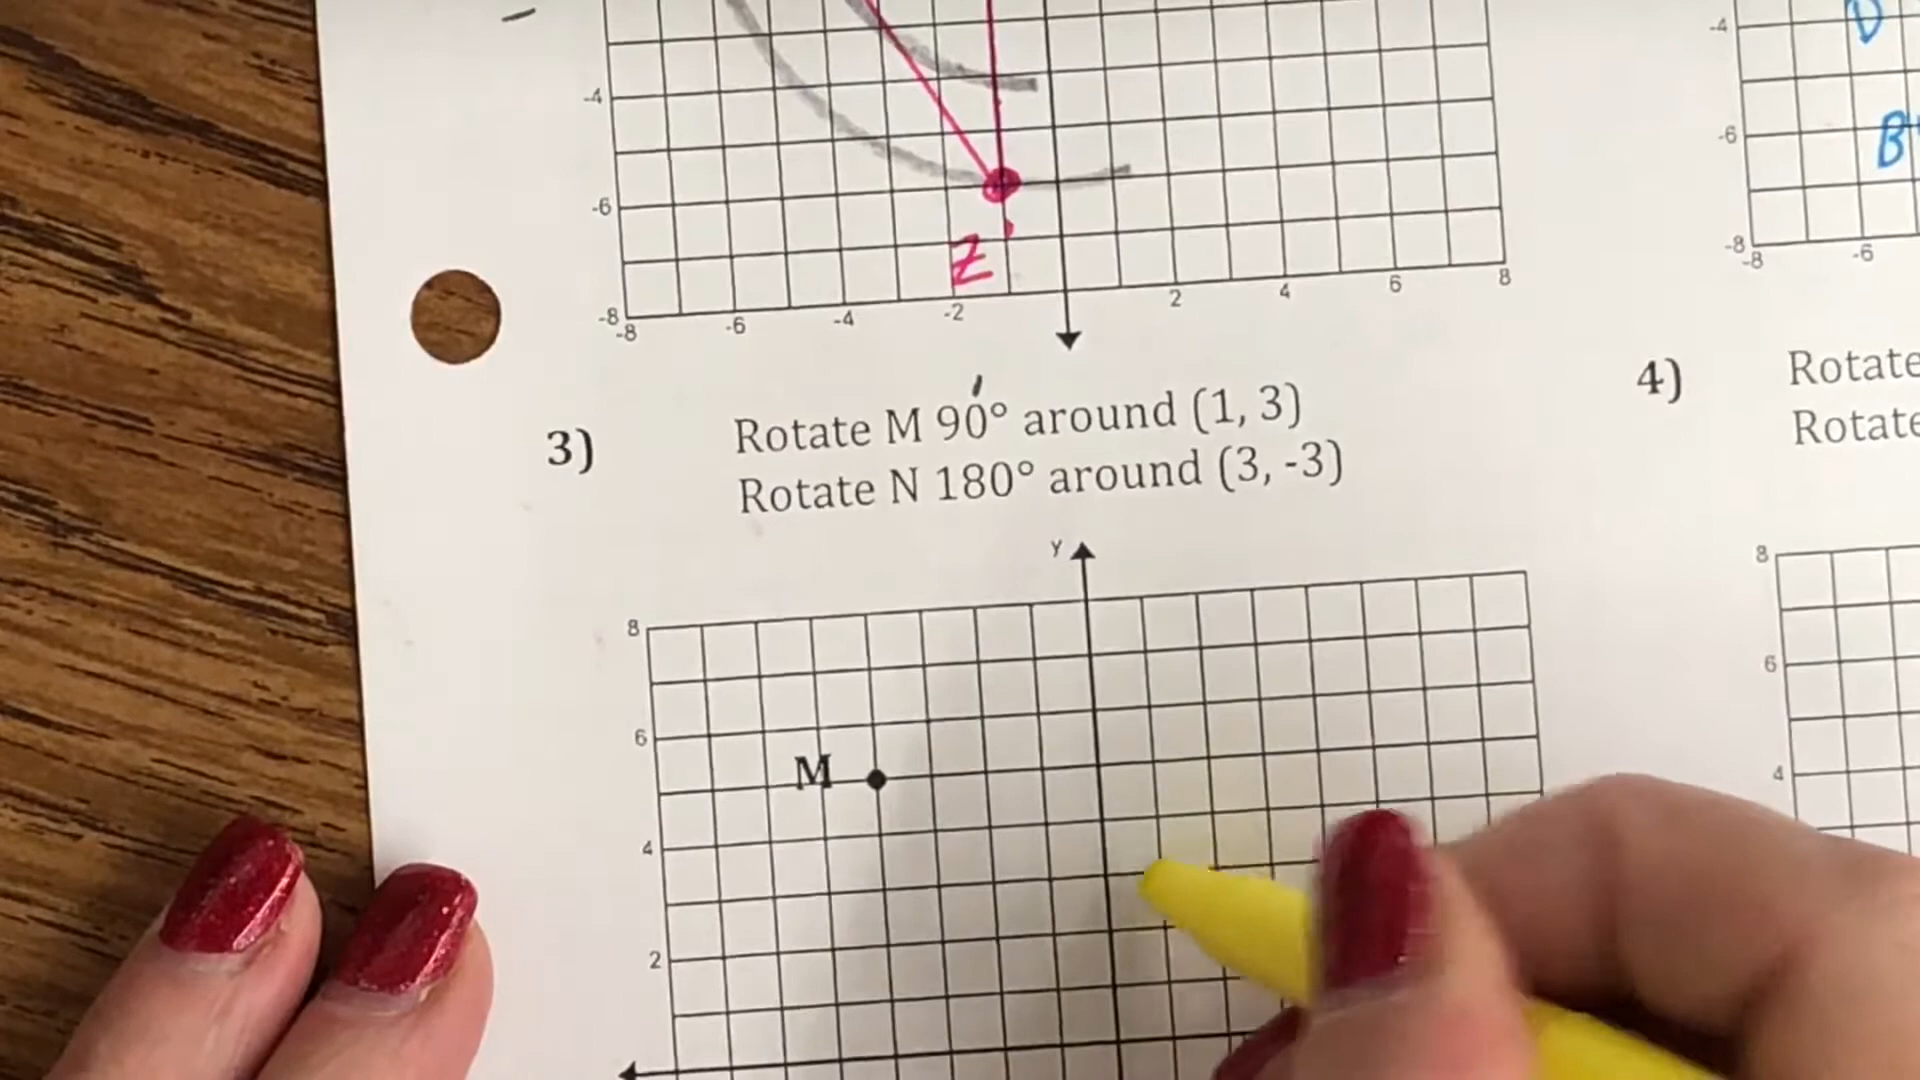 -4
-6
Z'
-8
-8 -6 -4 -2 2 4 6 8
-4
D
-6
B
-8
-8 -6
3) Rotate M 90° around (1, 3)
Rotate N 180° around (3, -3)
Y
8
6
M
4
2
4) Rotate
Rotate
8
6
4